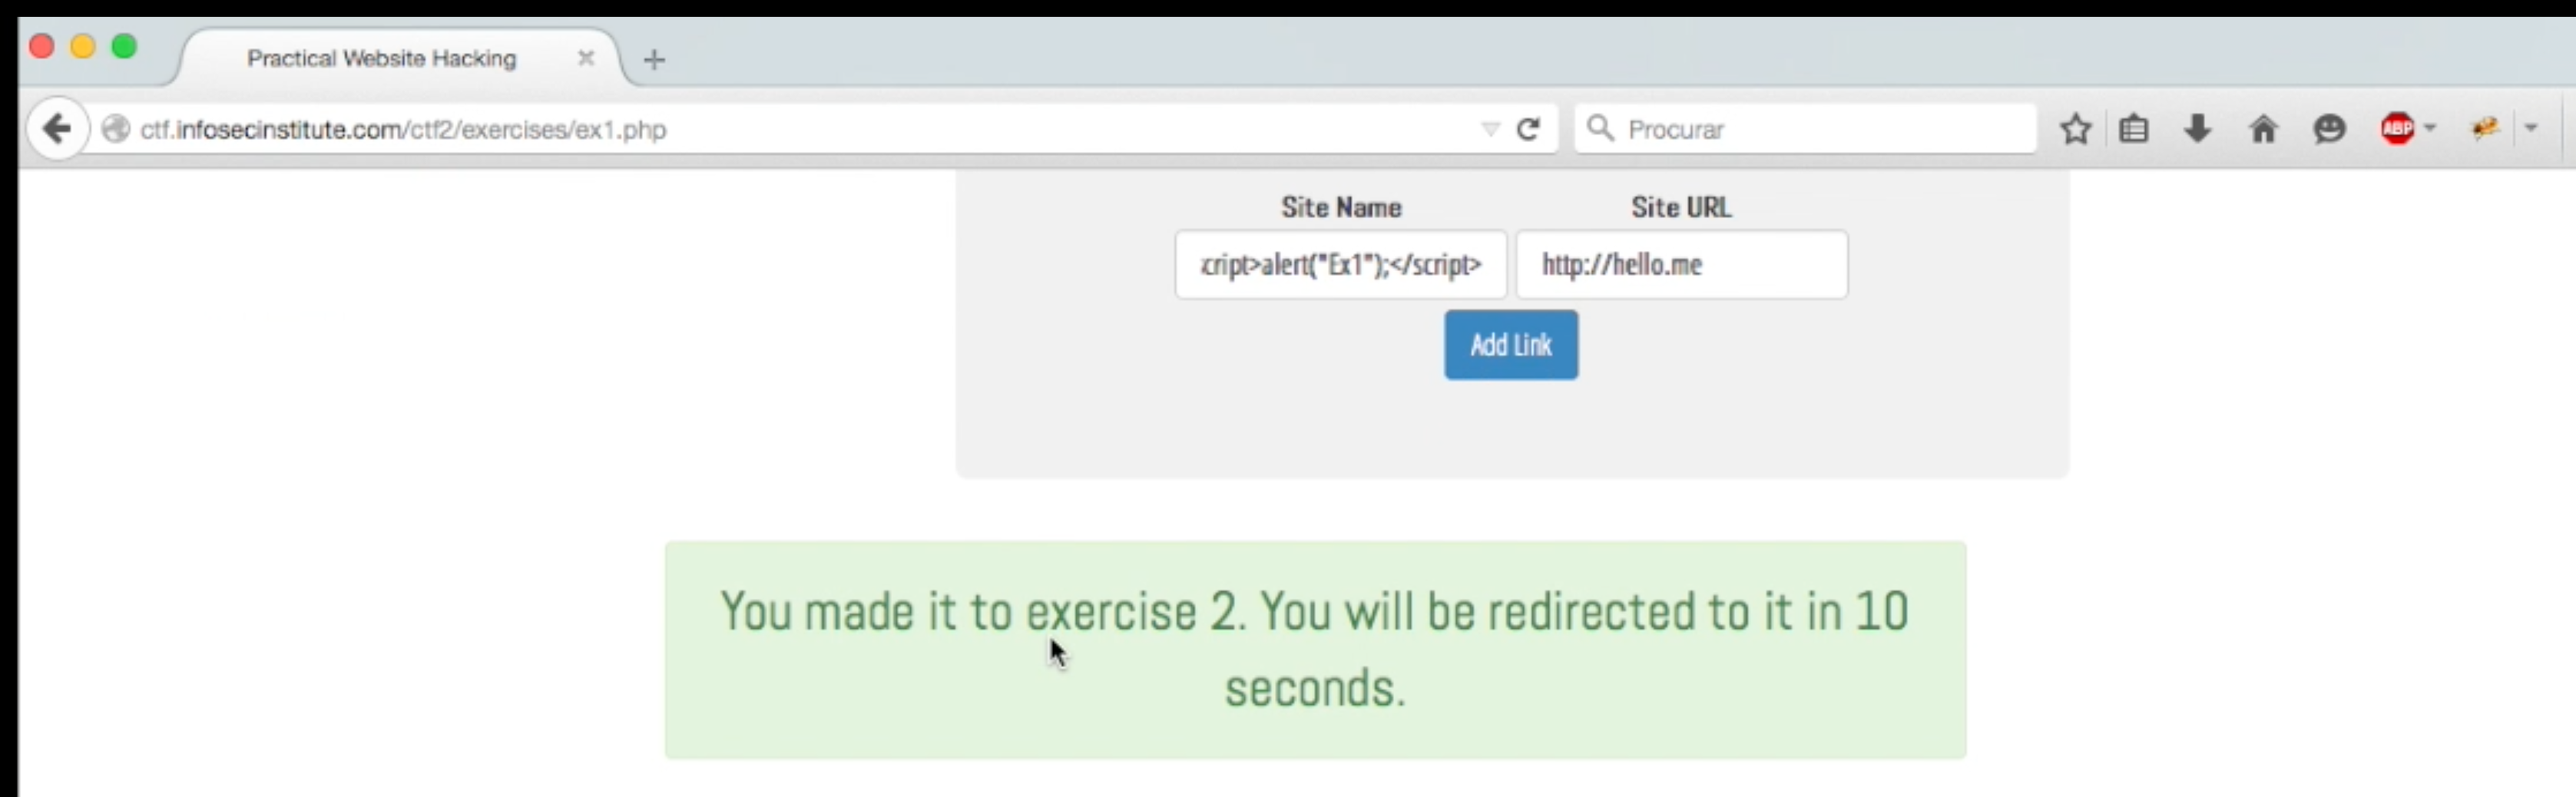 Practical Website Hacking
ctf.infosecinstitute.com/ctf2/exercises/ex1.php
Procurar
ABP
Site Name Site URL
cript>alert("Ex1");</script> http://hello.me
Add Link
You made it to exercise 2. You will be redirected to it in 10
seconds.